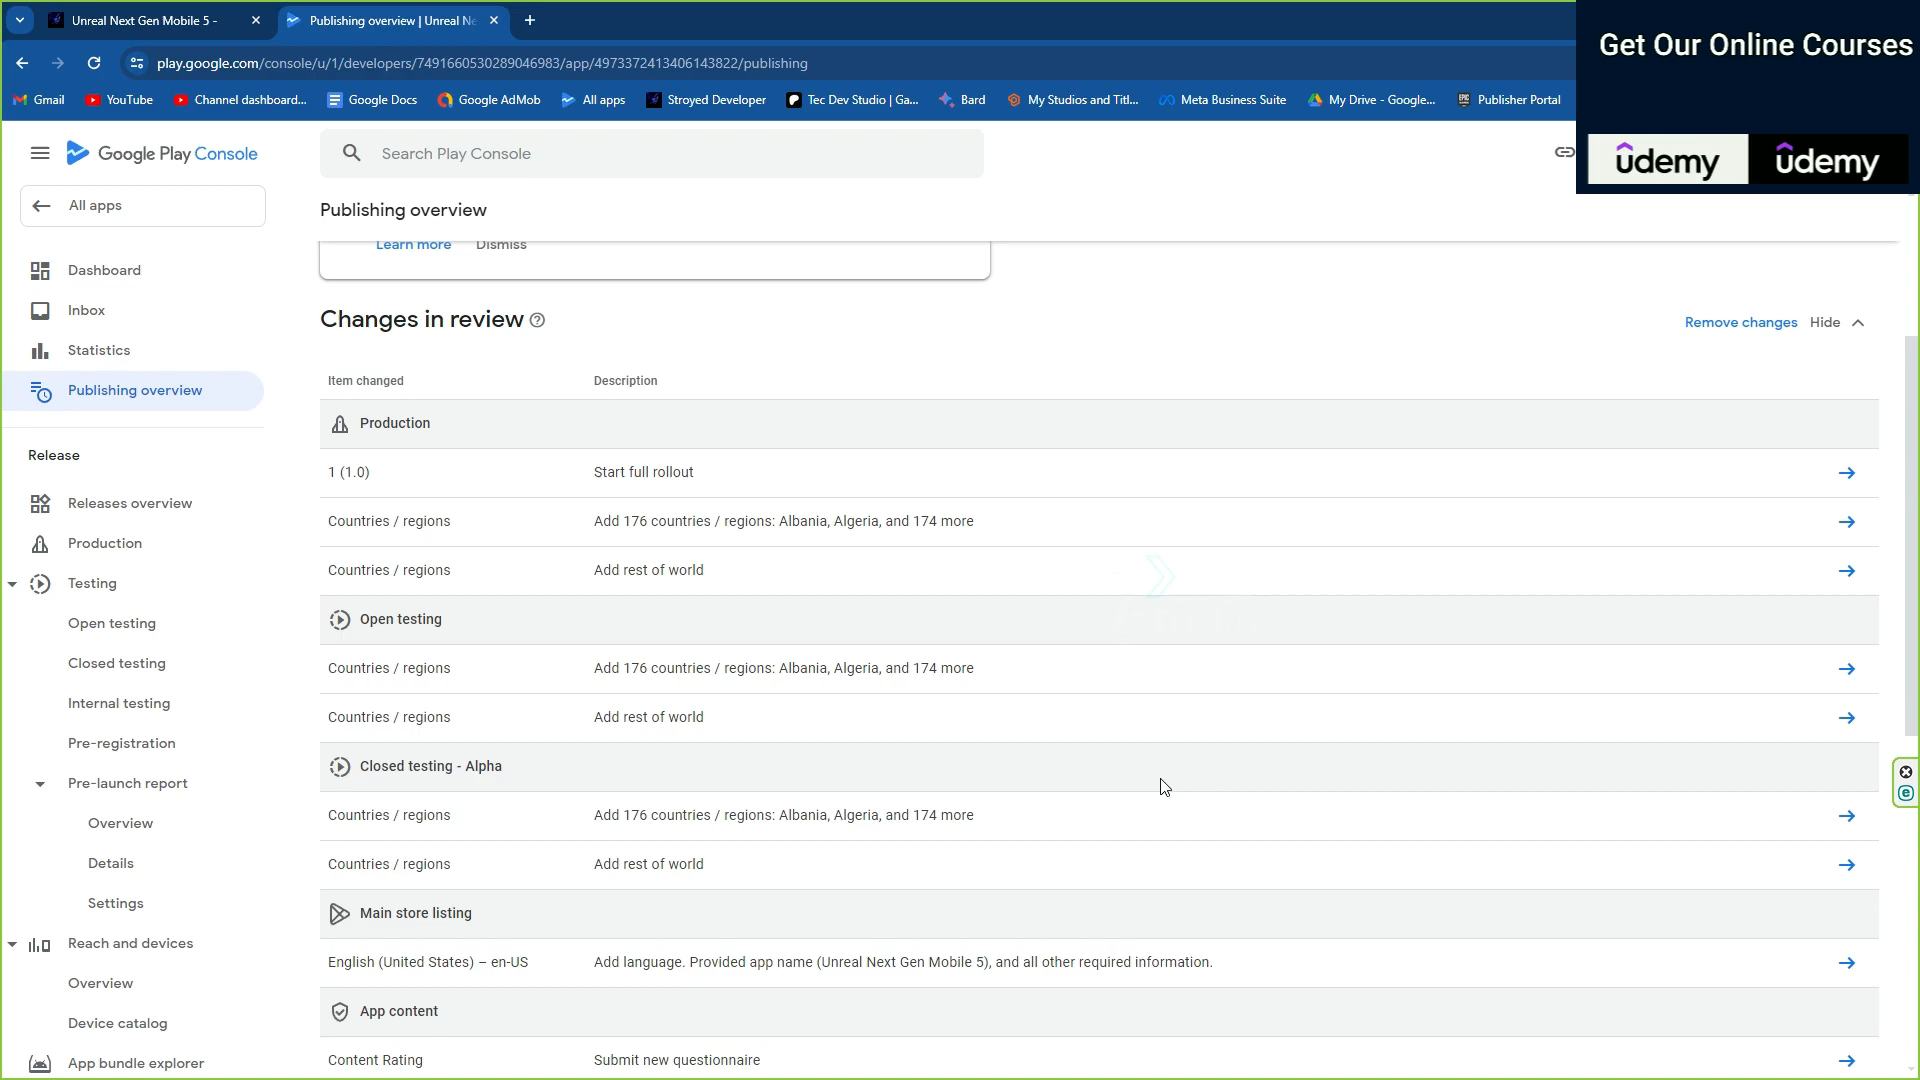 Unreal Next Gen Mobile 5 -
Publishing overview | Unreal Ne
Get Our Online Courses
play.google.com/console/u/1/developers/7491660530289046983/app/4973372413406143822/publishing
Gmail
YouTube
Channel dashboard...
Google Docs
Google AdMob
All apps
Stroyed Developer
Tec Dev Studio | Ga...
Bard
My Studios and Titl...
Meta Business Suite
My Drive - Google...
EPIC
Publisher Portal
Google Play Console
Search Play Console
udemy
udemy
All apps
Publishing overview
Learn more
Dismiss
Dashboard
Inbox
Statistics
Publishing overview
Release
Releases overview
Production
Testing
Open testing
Closed testing
Internal testing
Pre-registration
Pre-launch report
Overview
Details
Settings
Reach and devices
Overview
Device catalog
App bundle explorer
Changes in review
Remove changes
Hide
Item changed
Description
Production
1 (1.0)
Start full rollout
Countries / regions
Add 176 countries / regions: Albania, Algeria, and 174 more
Countries / regions
Add rest of world
Open testing
Countries / regions
Add 176 countries / regions: Albania, Algeria, and 174 more
Countries / regions
Add rest of world
Closed testing - Alpha
Countries / regions
Add 176 countries / regions: Albania, Algeria, and 174 more
Countries / regions
Add rest of world
Main store listing
English (United States) – en-US
Add language. Provided app name (Unreal Next Gen Mobile 5), and all other required information.
App content
Content Rating
Submit new questionnaire